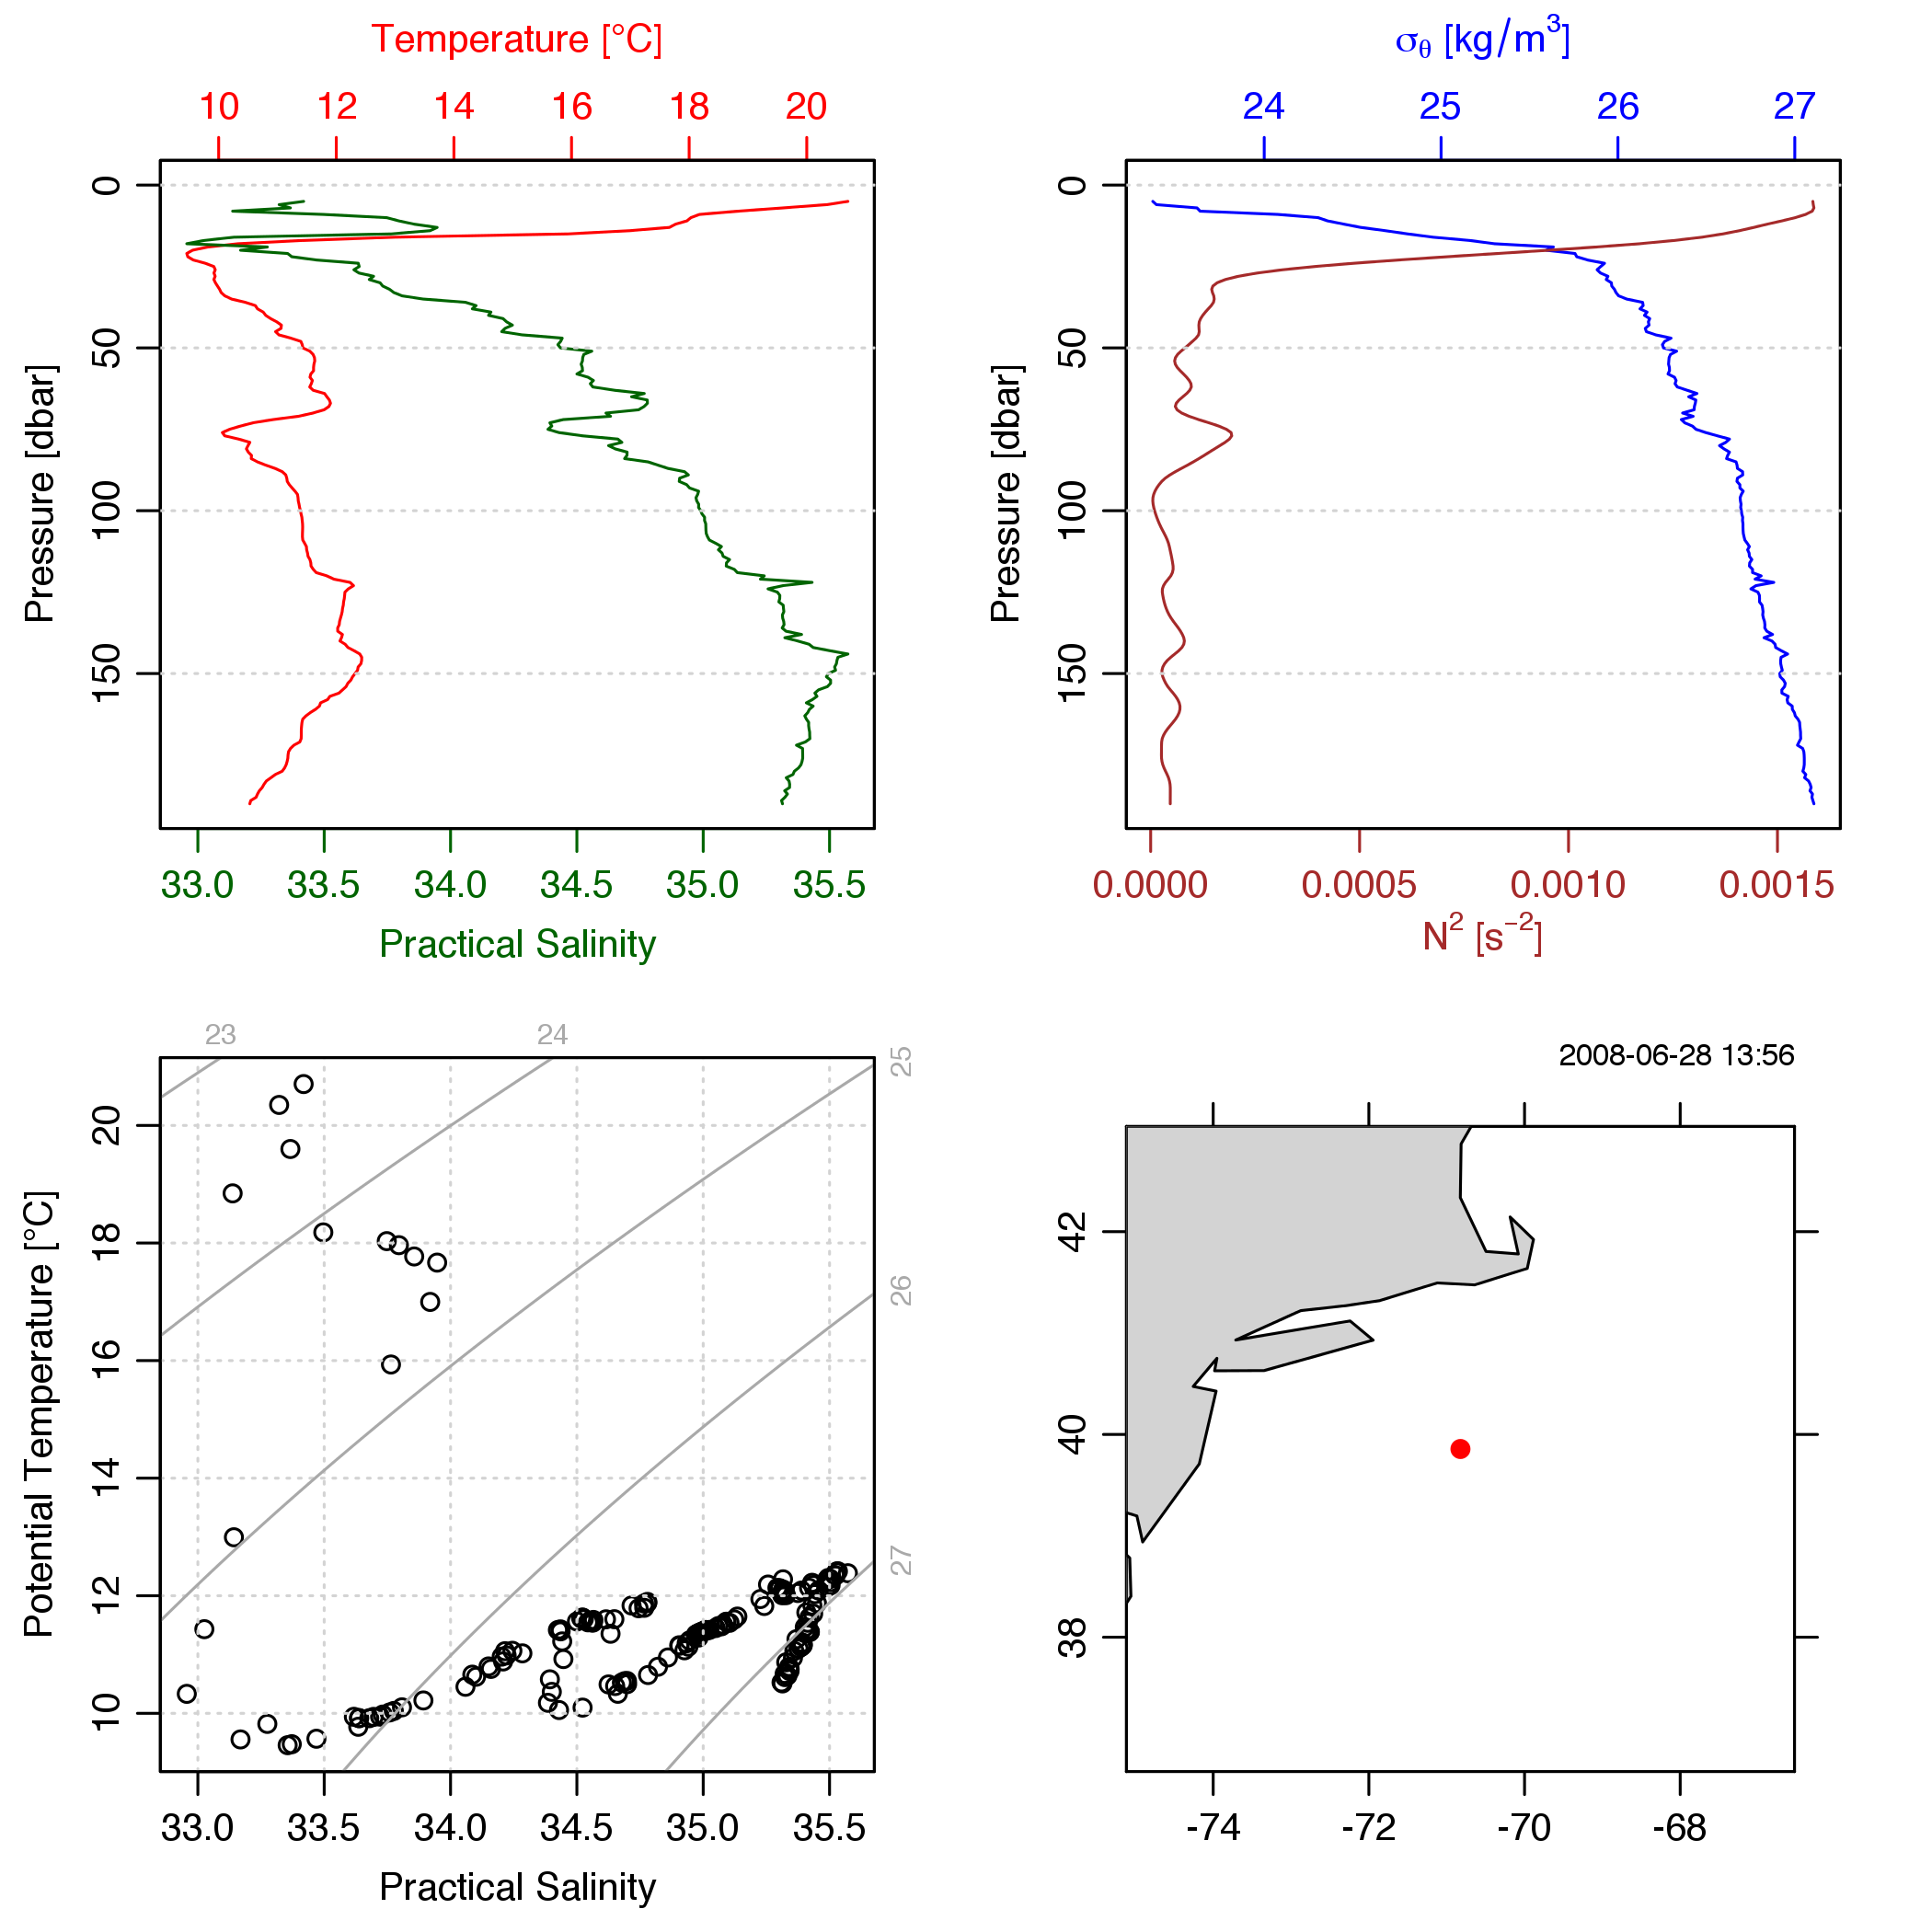 Temperature [°C]
10 12 14 16 18 20
0
50
100
150
Pressure [dbar]
33.0 33.5 34.0 34.5 35.0 35.5
Practical Salinity
σθ [kg/m³]
24 25 26 27
0
50
100
150
Pressure [dbar]
0.0000 0.0005 0.0010 0.0015
N² [s⁻²]
23 24
25
26
27
20
18
16
14
12
10
Potential Temperature [°C]
33.0 33.5 34.0 34.5 35.0 35.5
Practical Salinity
2008-06-28 13:56
42
40
38
-74 -72 -70 -68